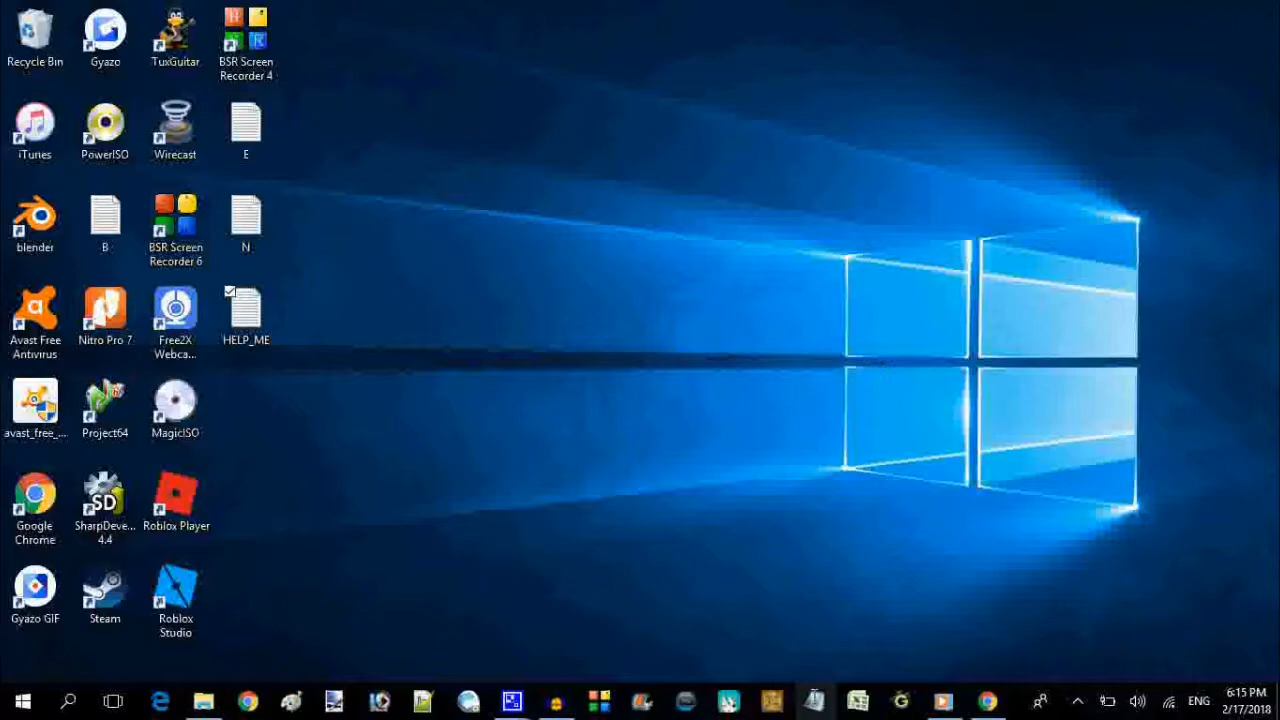 Recycle Bin
Gyazo
TuxGuitar
BSR Screen
Recorder 4
iTunes
PowerISO
Wirecast
E
blender
B
BSR Screen
Recorder 6
N
Avast Free
Antivirus
Nitro Pro 7
Free2X
Webca...
HELP_ME
avast_free_...
Project64
MagicISO
Google
Chrome
SD
SharpDeve...
4.4
Roblox Player
Gyazo GIF
Steam
Roblox
Studio
ENG
6:15 PM
2/17/2018